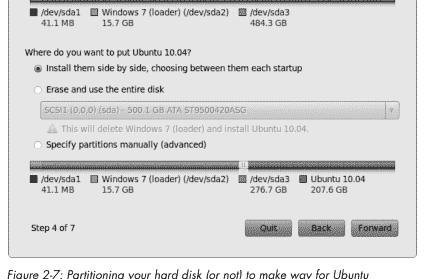 /dev/sda1 Windows 7 (loader) (/dev/sda2) /dev/sda3
41.1 MB 15.7 GB 484.3 GB
Where do you want to put Ubuntu 10.04?
Install them side by side, choosing between them each startup
Erase and use the entire disk
SCSI1 (0,0,0) (sda) - 500.1 GB ATA ST9500420ASG
This will delete Windows 7 (loader) and install Ubuntu 10.04.
Specify partitions manually (advanced)
/dev/sda1 Windows 7 (loader) (/dev/sda2) /dev/sda3 Ubuntu 10.04
41.1 MB 15.7 GB 276.7 GB 207.6 GB
Step 4 of 7 Quit Back Forward
Figure 2-7: Partitioning your hard disk (or not) to make way for Ubuntu